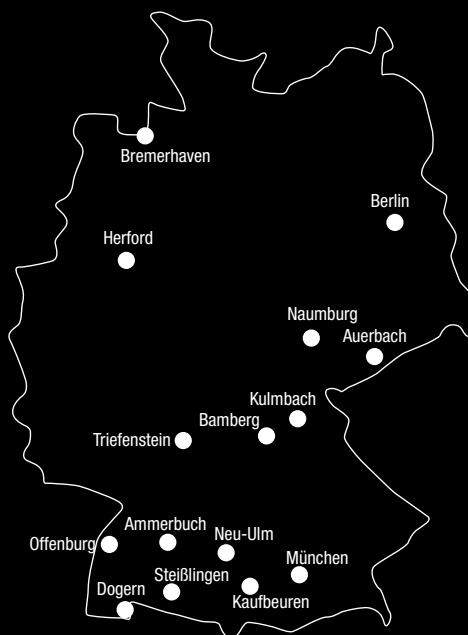 Bremerhaven
Berlin
Herford
Naumburg
Auerbach
Kulmbach
Bamberg
Triefenstein
Ammerbuch
Neu-Ulm
Offenburg
München
Steißlingen
Dogern
Kaufbeuren